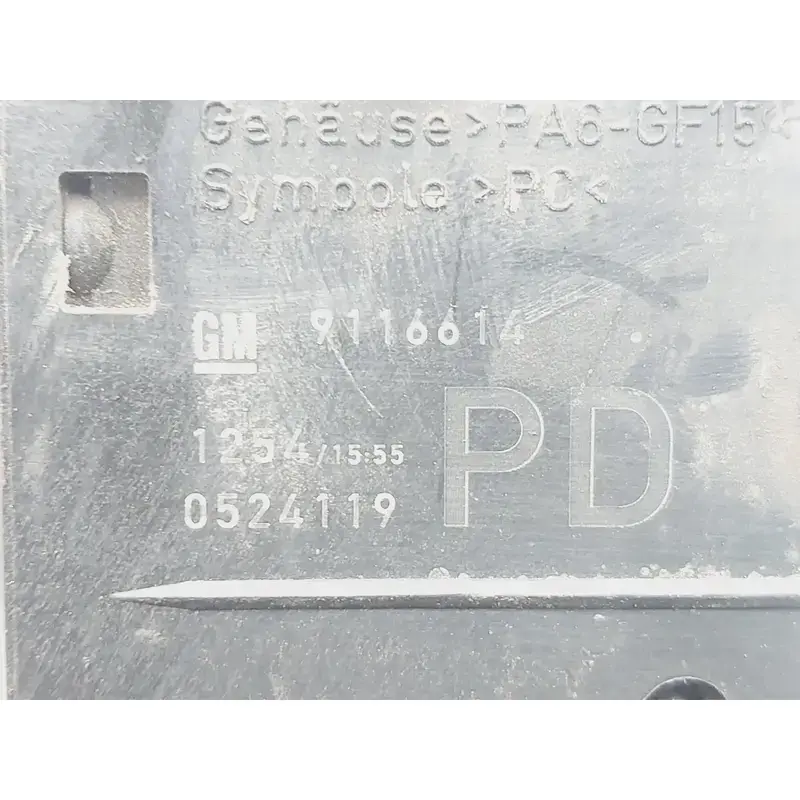 Gehäuse >PA6-GF15<
Symbole >PC<
GM 9116614
1254/15:55
0524119
PD